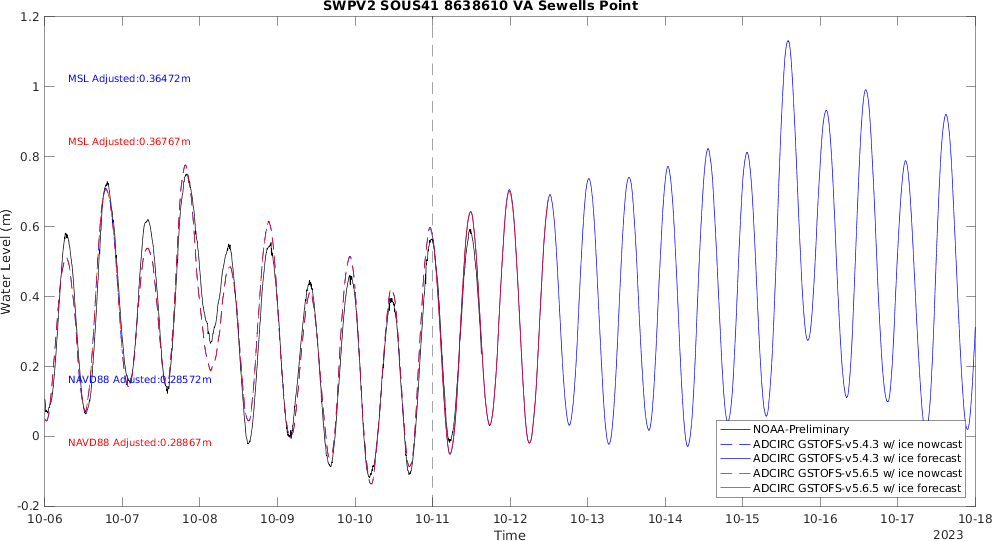 SWPV2 SOUS41 8638610 VA Sewells Point
1.2
1
0.8
0.6
0.4
0.2
0
-0.2
Water Level (m)
MSL Adjusted:0.36472m
MSL Adjusted:0.36767m
NAVD88 Adjusted:0.28572m
NAVD88 Adjusted:0.28867m
NOAA-Preliminary
ADCIRC GSTOFS-v5.4.3 w/ ice nowcast
ADCIRC GSTOFS-v5.4.3 w/ ice forecast
ADCIRC GSTOFS-v5.6.5 w/ ice nowcast
ADCIRC GSTOFS-v5.6.5 w/ ice forecast
10-06 10-07 10-08 10-09 10-10 10-11 10-12 10-13 10-14 10-15 10-16 10-17 10-18
Time
2023